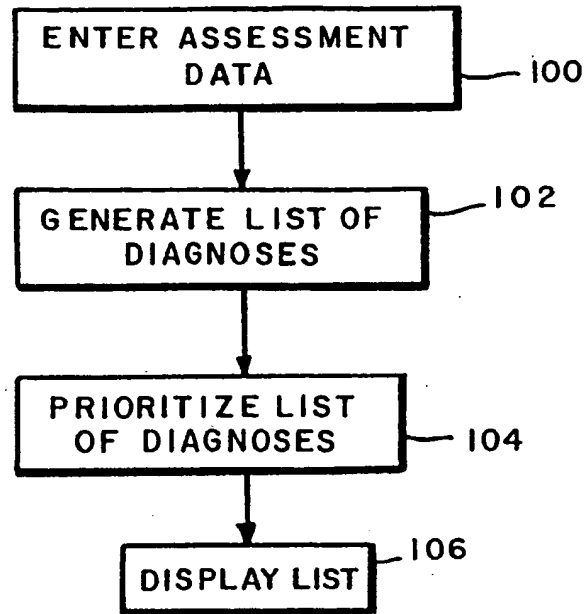 ENTER ASSESSMENT
DATA
100
GENERATE LIST OF
DIAGNOSES
102
PRIORITIZE LIST
OF DIAGNOSES
104
DISPLAY LIST
106